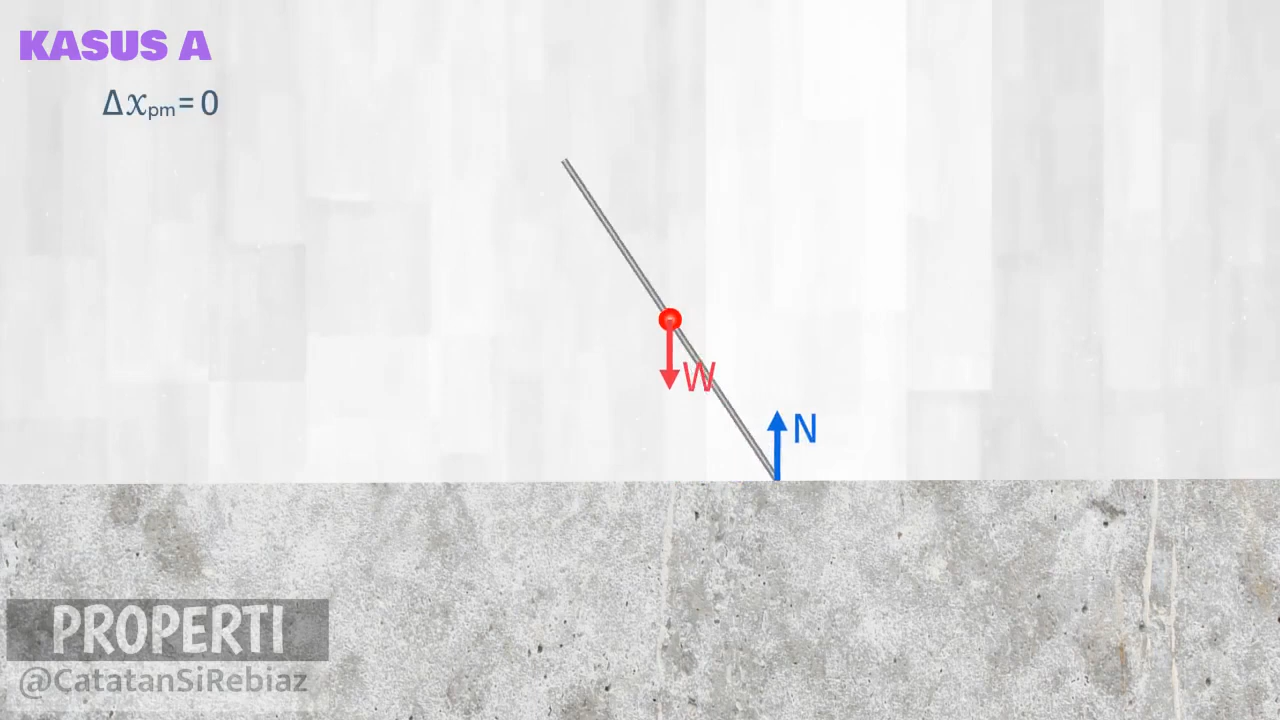 KASUS A
Δxpm = 0
W
N
PROPERTI
@CatatanSiRebiaz